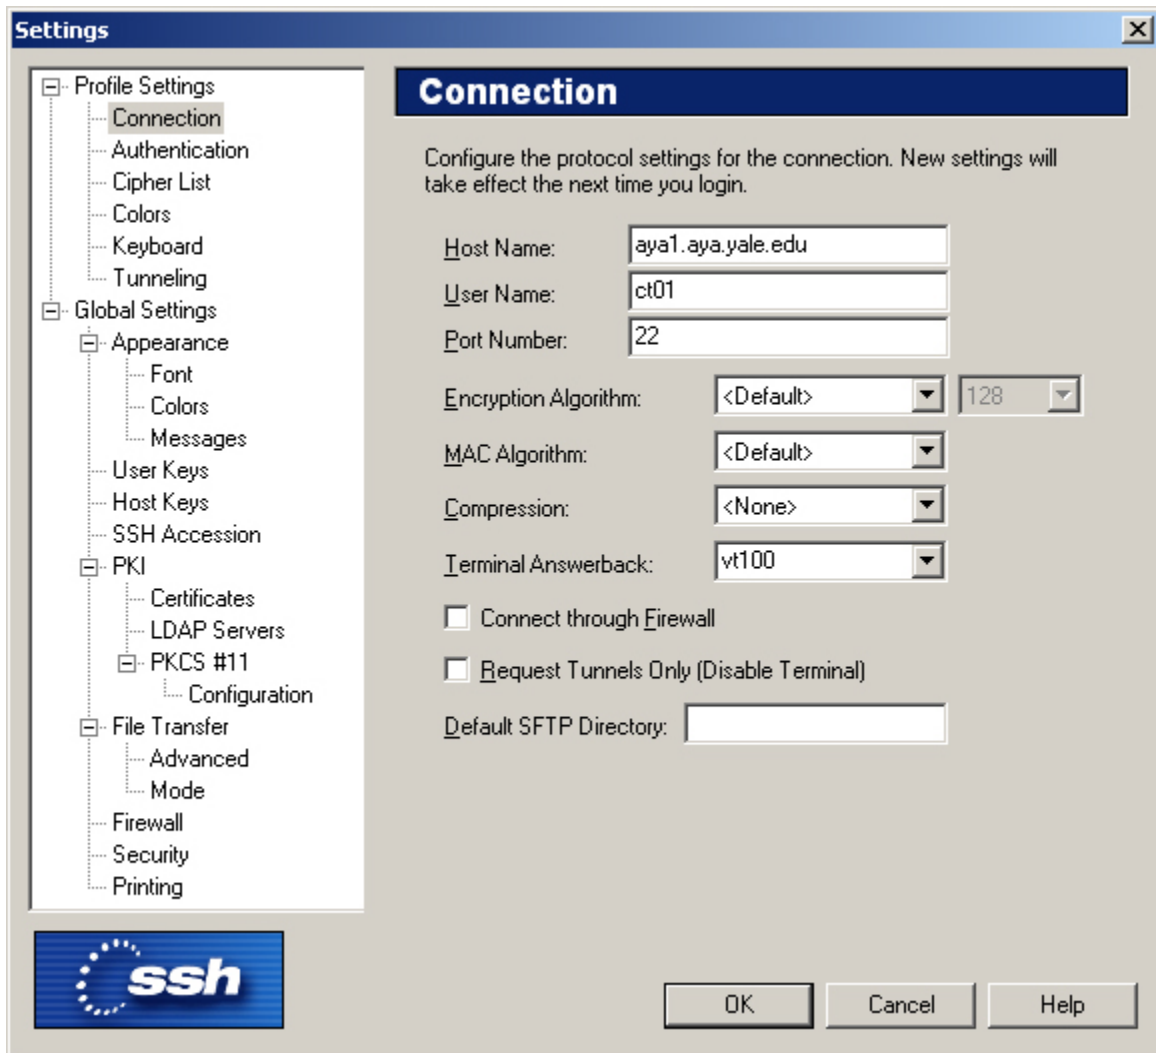 Settings
Profile Settings
Connection
Authentication
Cipher List
Colors
Keyboard
Tunneling
Global Settings
Appearance
Font
Colors
Messages
User Keys
Host Keys
SSH Accession
PKI
Certificates
LDAP Servers
PKCS #11
Configuration
File Transfer
Advanced
Mode
Firewall
Security
Printing
ssh
Connection
Configure the protocol settings for the connection. New settings will
take effect the next time you login.
Host Name: aya1.aya.yale.edu
User Name: ct01
Port Number: 22
Encryption Algorithm: <Default> 128
MAC Algorithm: <Default>
Compression: <None>
Terminal Answerback: vt100
Connect through Firewall
Request Tunnels Only (Disable Terminal)
Default SFTP Directory:
OK Cancel Help